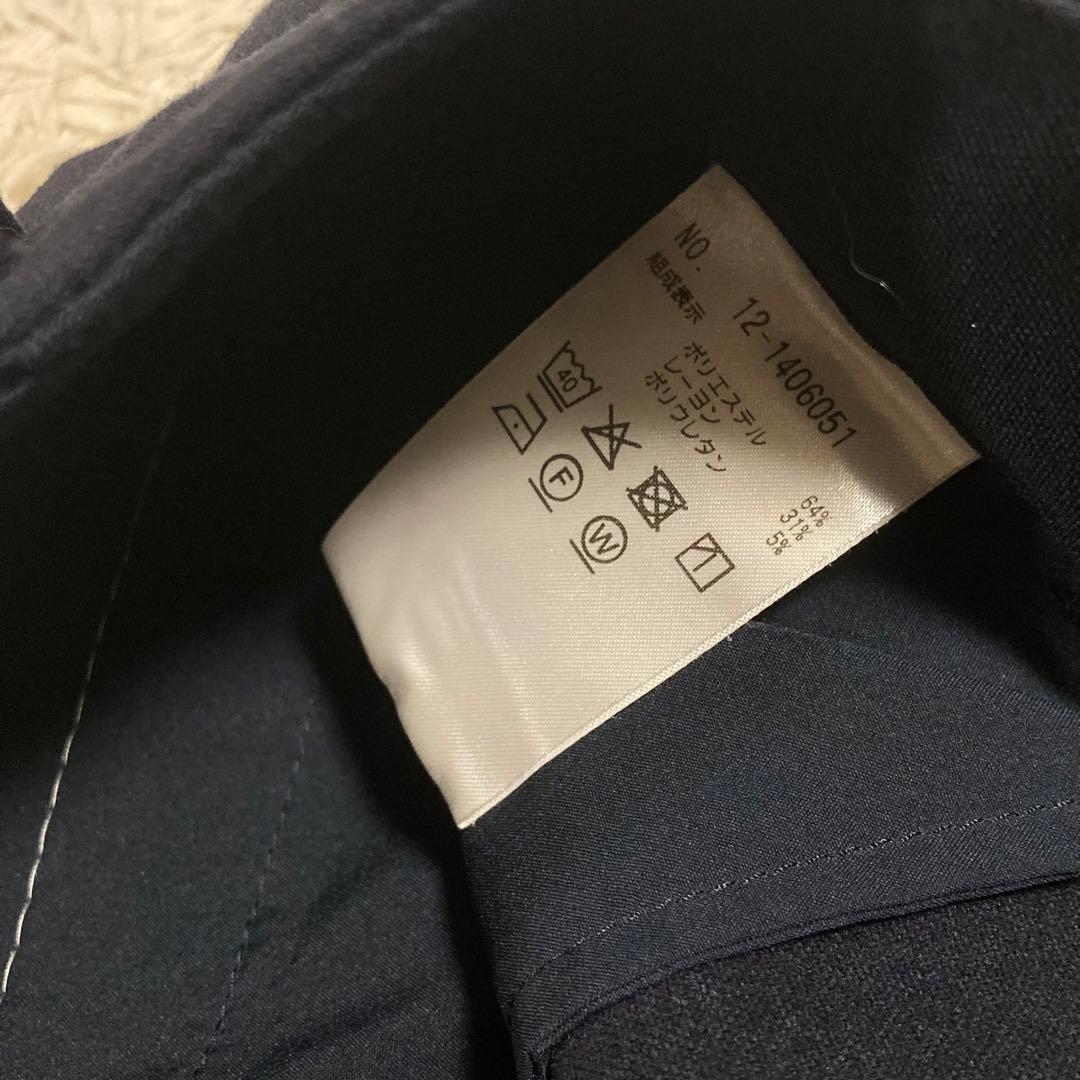 NO. 12-1406051
組成表示
ポリエステル 64%
レーヨン 31%
ポリウレタン 5%
40
F
W